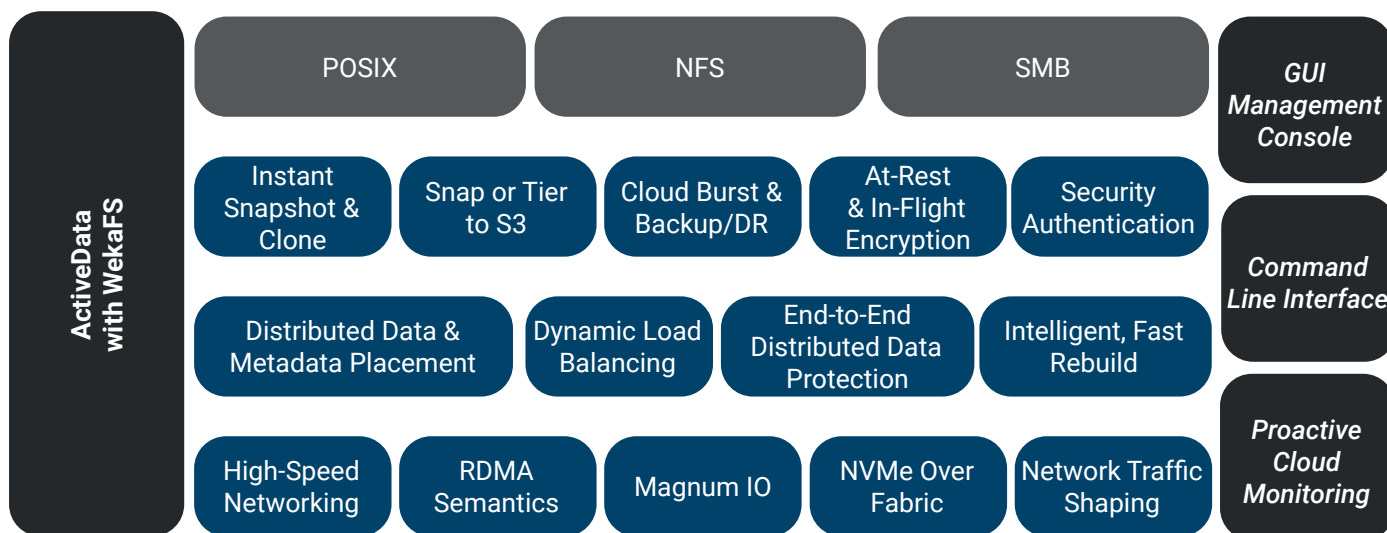 ActiveData
with WekaFS
POSIX
NFS
SMB
Instant
Snapshot &
Clone
Snap or Tier
to S3
Cloud Burst &
Backup/DR
At-Rest
& In-Flight
Encryption
Security
Authentication
Distributed Data &
Metadata Placement
Dynamic Load
Balancing
End-to-End
Distributed Data
Protection
Intelligent, Fast
Rebuild
High-Speed
Networking
RDMA
Semantics
Magnum IO
NVMe Over
Fabric
Network Traffic
Shaping
GUI
Management
Console
Command
Line Interface
Proactive
Cloud
Monitoring